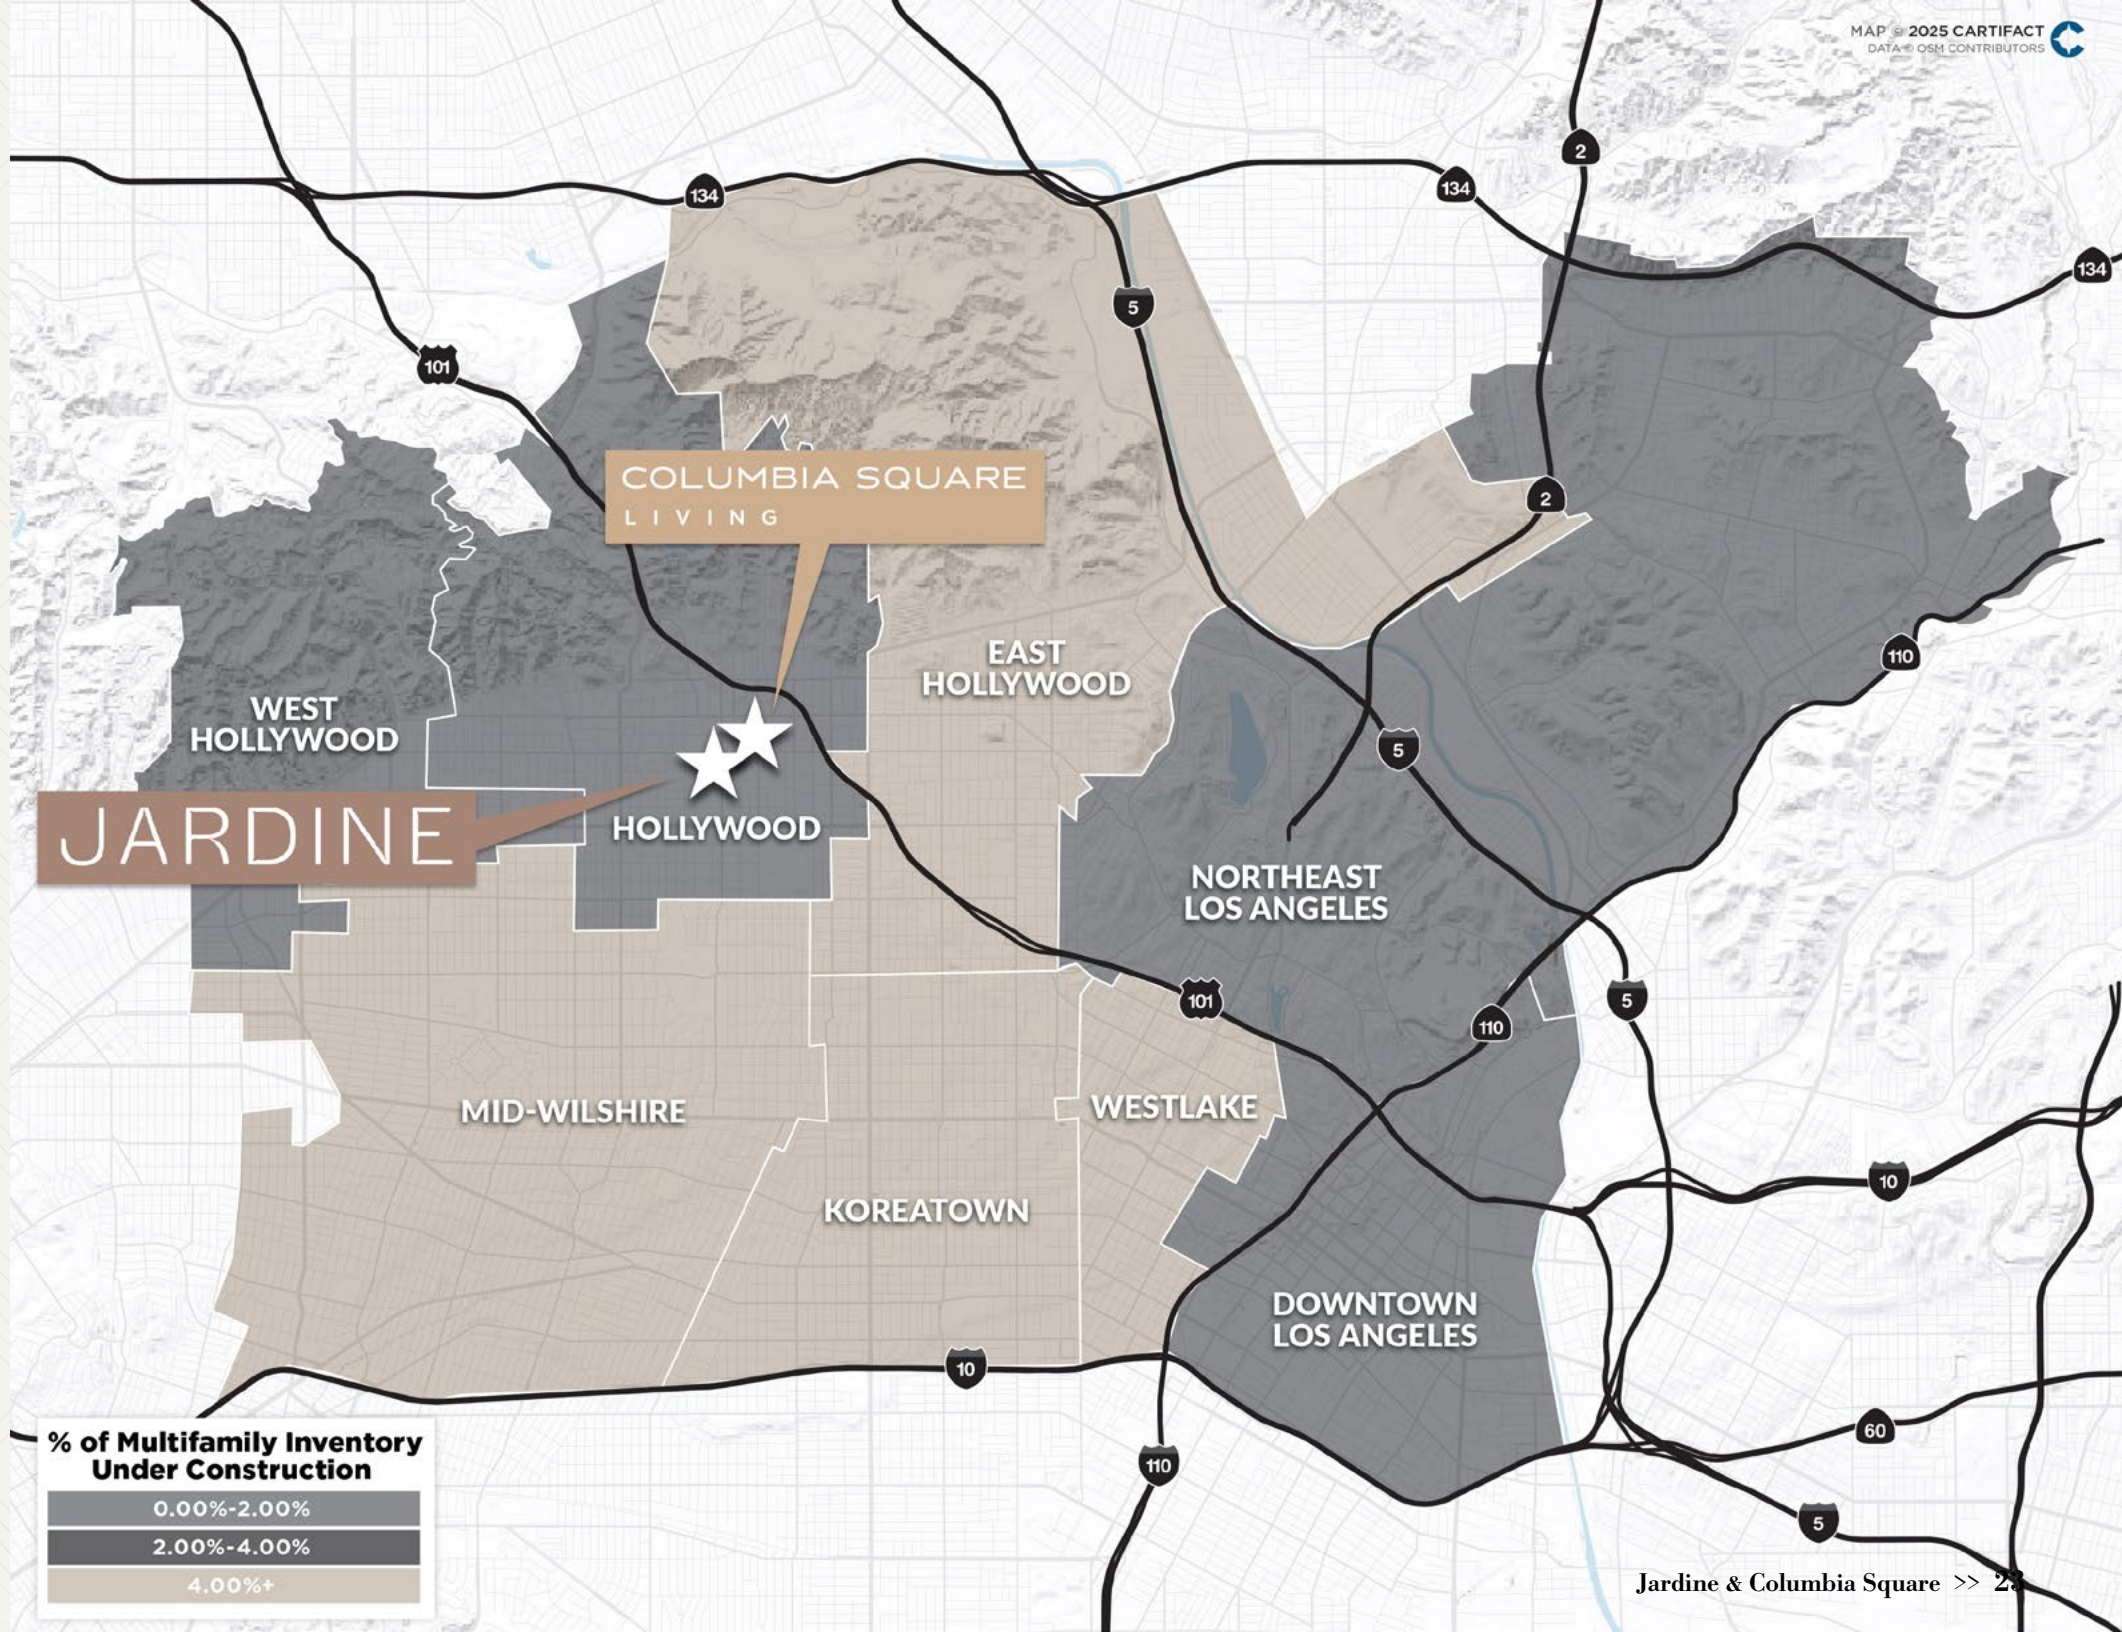 MAP © 2025 CARTIFACT
DATA © OSM CONTRIBUTORS
2
134
134
134
5
101
COLUMBIA SQUARE
LIVING
2
EAST
HOLLYWOOD
110
WEST
HOLLYWOOD
5
JARDINE
HOLLYWOOD
NORTHEAST
LOS ANGELES
101
5
110
MID-WILSHIRE
WESTLAKE
10
KOREATOWN
DOWNTOWN
LOS ANGELES
10
60
110
5
% of Multifamily Inventory
Under Construction
0.00%-2.00%
2.00%-4.00%
4.00%+
Jardine & Columbia Square >> 23